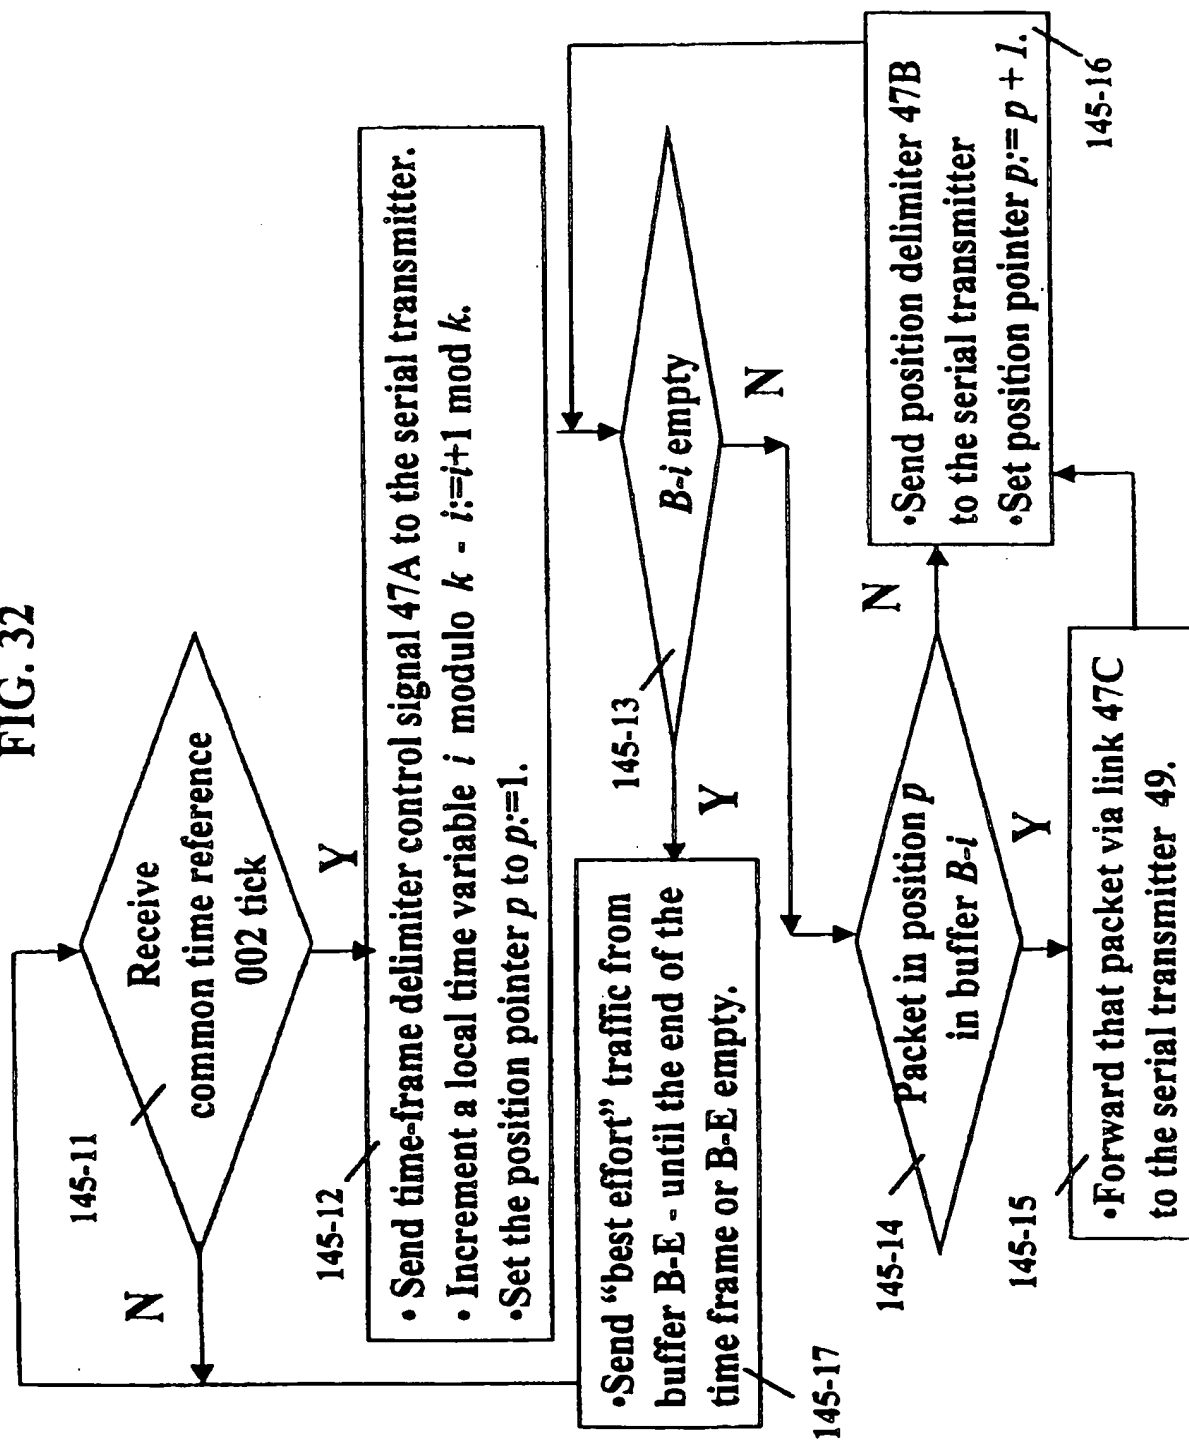 FIG. 32
Receive
common time reference
002 tick
145-11
N
Y
• Send time-frame delimiter control signal 47A to the serial transmitter.
• Increment a local time variable i modulo k - i:=i+1 mod k.
•Set the position pointer p to p:=1.
145-12
B-i empty
145-13
Y
N
•Send “best effort” traffic from
buffer B-E - until the end of the
time frame or B-E empty.
145-17
Packet in position p
in buffer B-i
145-14
N
Y
•Send position delimiter 47B
to the serial transmitter
•Set position pointer p:= p + 1.
145-16
•Forward that packet via link 47C
to the serial transmitter 49.
145-15